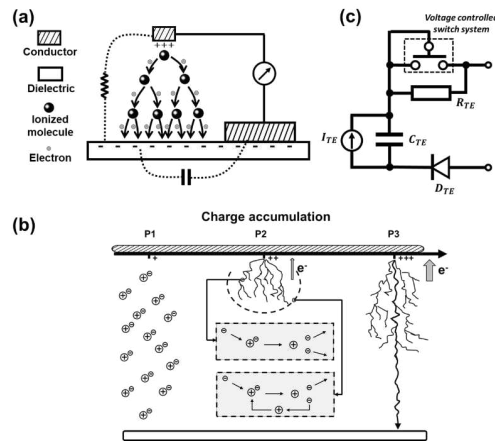 (a)
Conductor
Dielectric
Ionized
molecule
Electron
+ + +
- - - - - - - - - - - -
(c)
Voltage controlled
switch system
R_TE
I_TE
C_TE
D_TE
(b)
Charge accumulation
P1
P2
P3
+
++
+++
e-
e-